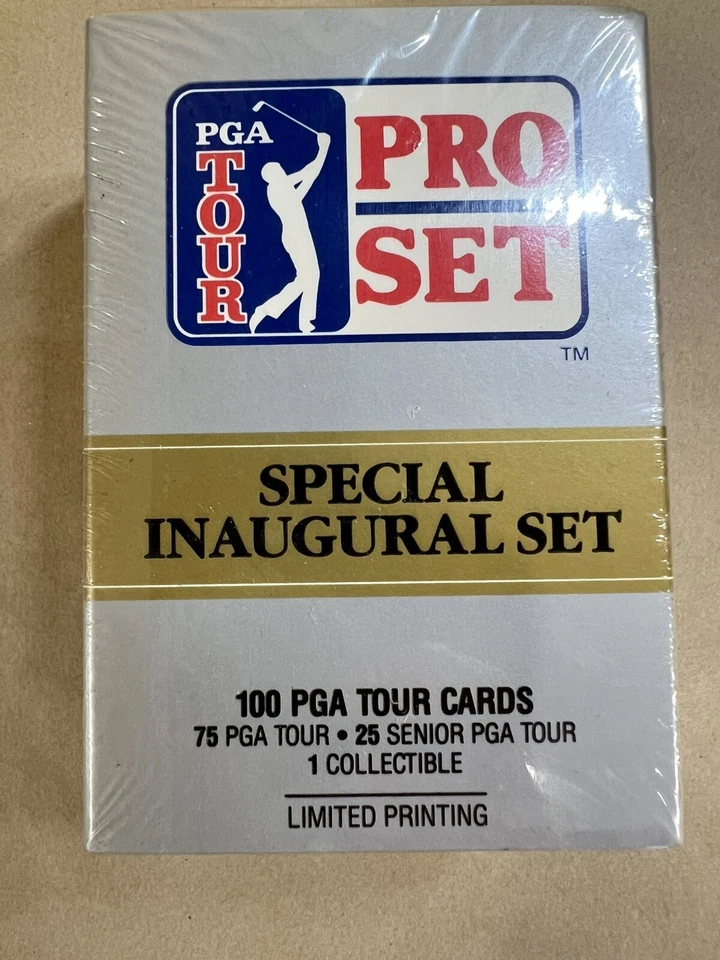 PGA
TOUR
PRO
SET
TM
SPECIAL
INAUGURAL SET
100 PGA TOUR CARDS
75 PGA TOUR • 25 SENIOR PGA TOUR
1 COLLECTIBLE
LIMITED PRINTING